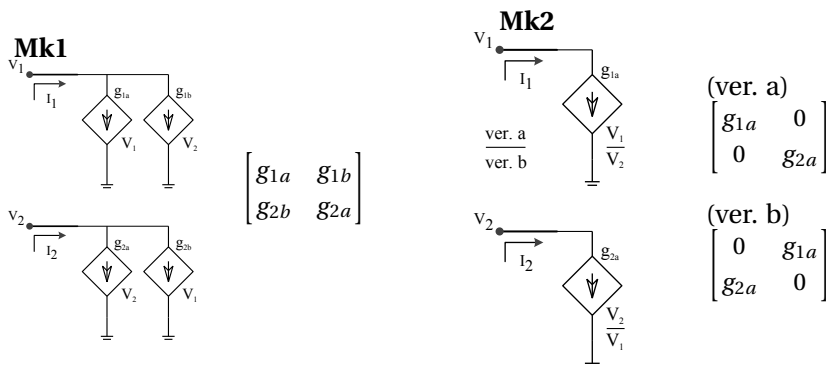 Mk1
V1
I1
g1a
g1b
V1
V2
V2
I2
g2a
g2b
V2
V1
[g1a g1b
g2b g2a]
Mk2
V1
I1
g1a
V1
V2
ver. a
ver. b
V2
I2
g2a
V2
V1
(ver. a)
[g1a 0
0 g2a]
(ver. b)
[0 g1a
g2a 0]